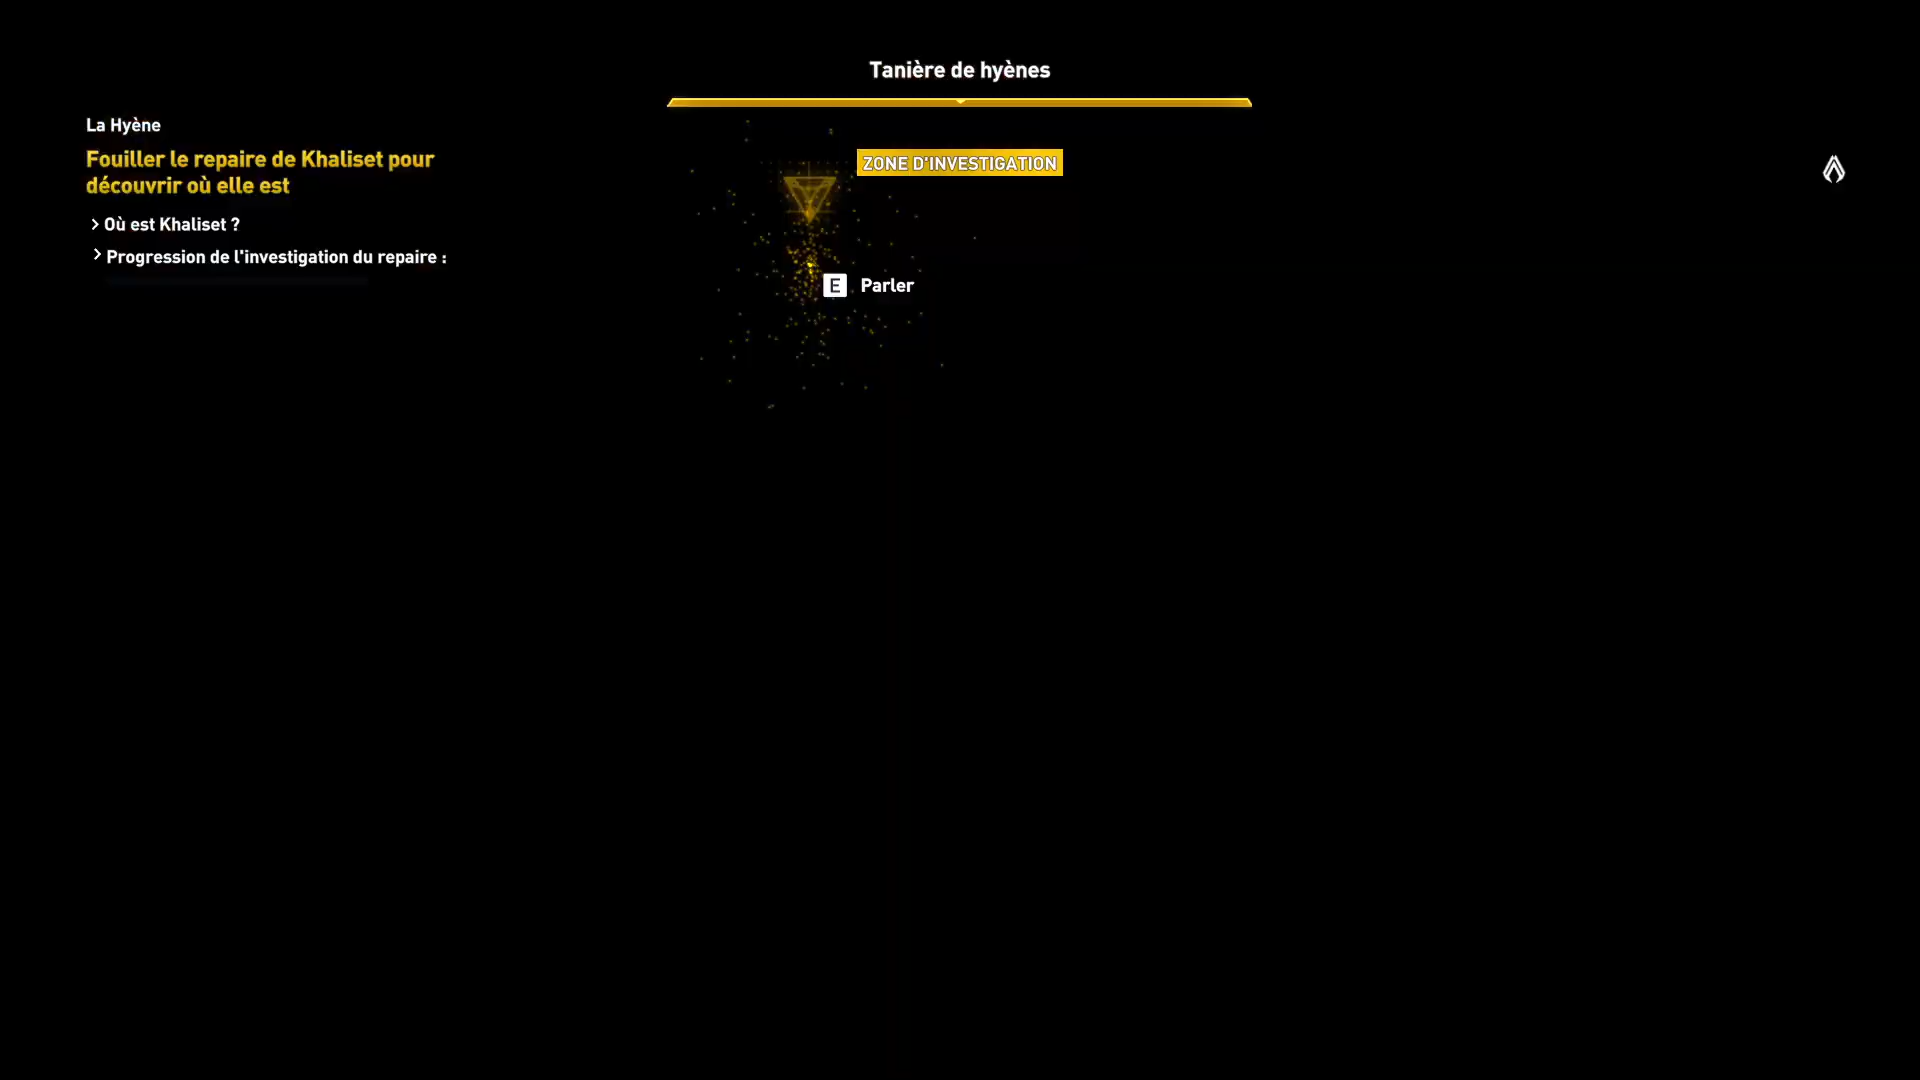 Tanière de hyènes
La Hyène
Fouiller le repaire de Khaliset pour
découvrir où elle est
> Où est Khaliset ?
> Progression de l'investigation du repaire :
ZONE D'INVESTIGATION
E Parler